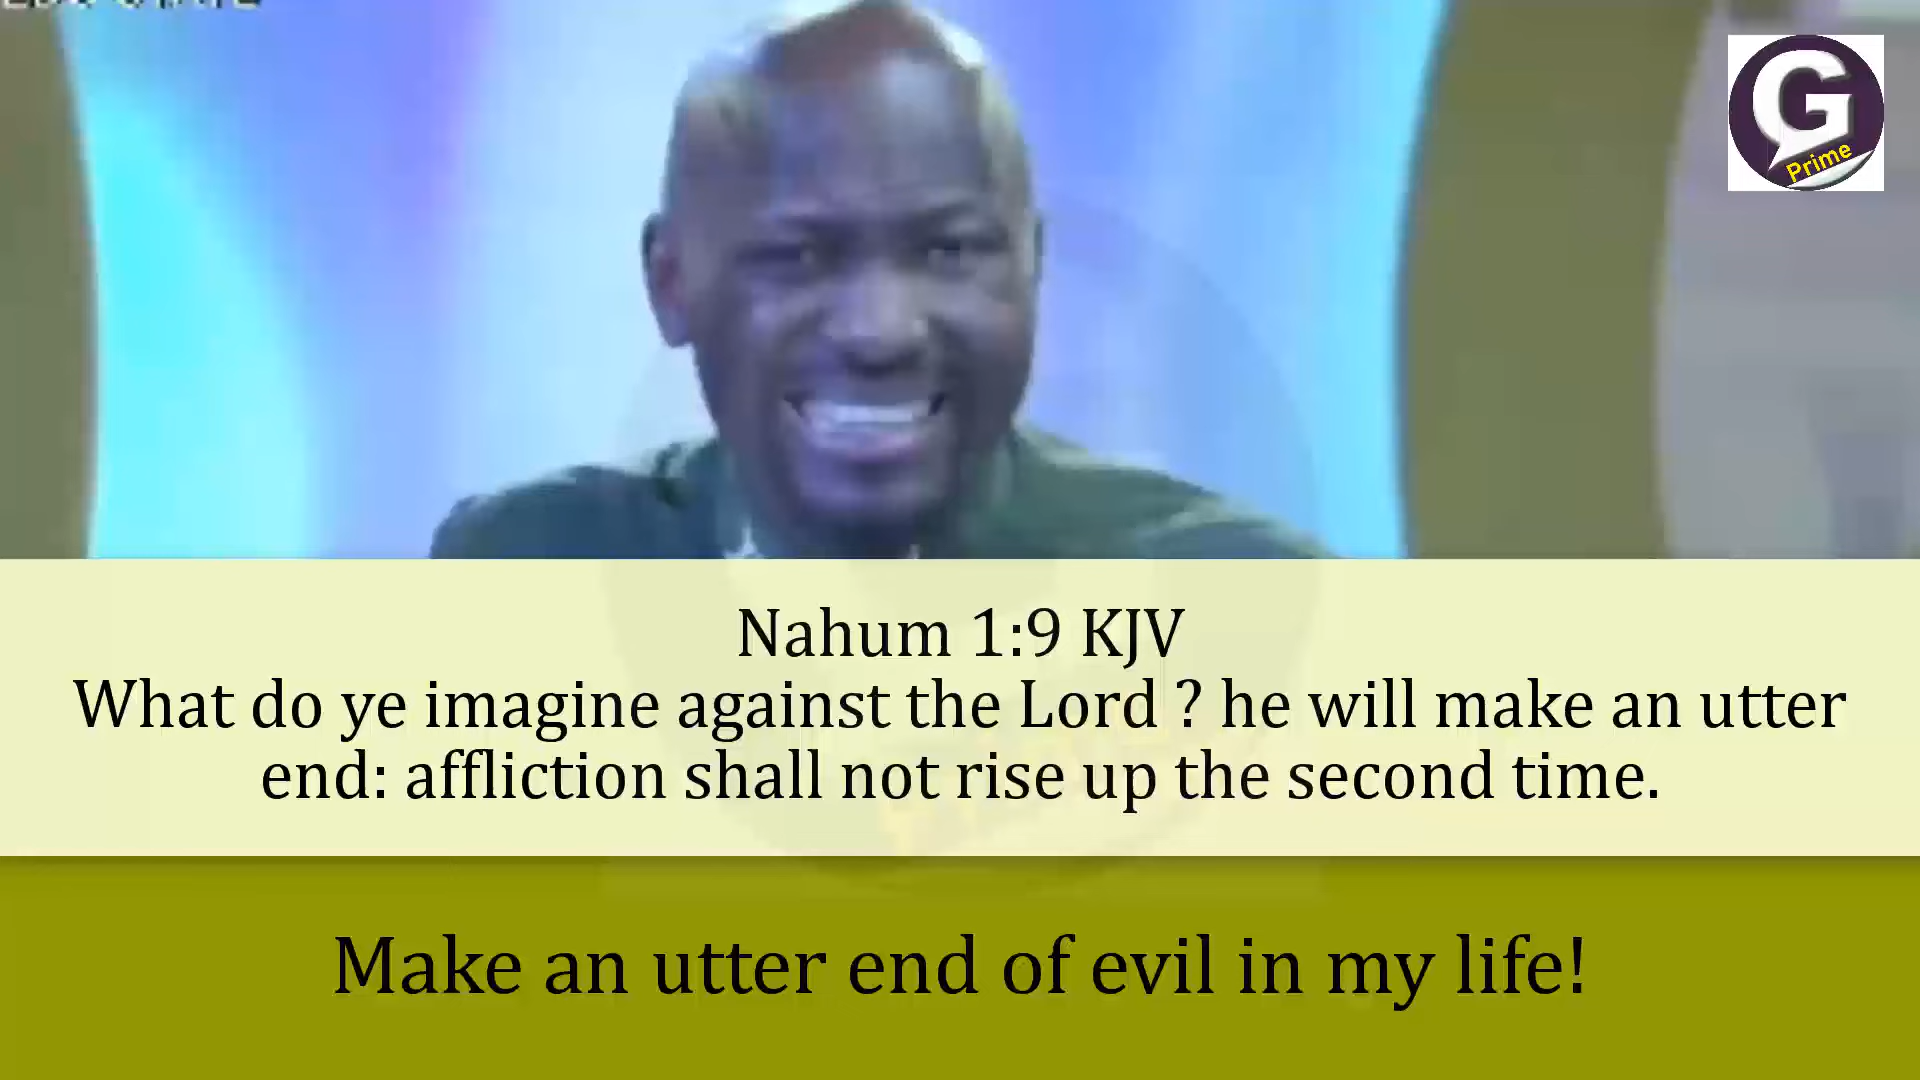 G
Prime
Nahum 1:9 KJV
What do ye imagine against the Lord ? he will make an utter
end: affliction shall not rise up the second time.
Make an utter end of evil in my life!